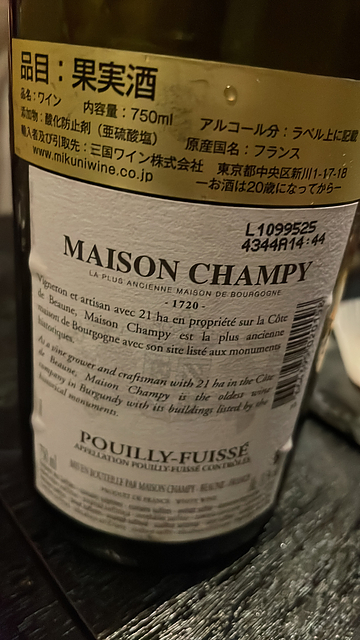 品目：果実酒
品名：ワイン 内容量：750ml アルコール分：ラベル上に記載
添加物：酸化防止剤（亜硫酸塩） 原産国名：フランス
輸入者及び引取先：三国ワイン株式会社 東京都中央区新川1-17-18
www.mikuniwine.co.jp ーお酒は20歳になってからー
L1099525
4344A14:44
MAISON CHAMPY
LA PLUS ANCIENNE MAISON DE BOURGOGNE
- 1720 -
Vigneron et artisan avec 21 ha en propriété sur la Côte
de Beaune, Maison Champy est la plus ancienne
maison de Bourgogne avec son site listé aux monuments
historiques.
As a vine grower and craftsman with 21 ha in the Côte
de Beaune, Maison Champy is the oldest wine
company in Burgundy with its buildings listed by the
historical monuments.
POUILLY-FUISSÉ
APPELLATION POUILLY-FUISSÉ CONTRÔLÉE
MIS EN BOUTEILLE PAR MAISON CHAMPY - BEAUNE - FRANCE
PRODUCT OF FRANCE - WHITE WINE